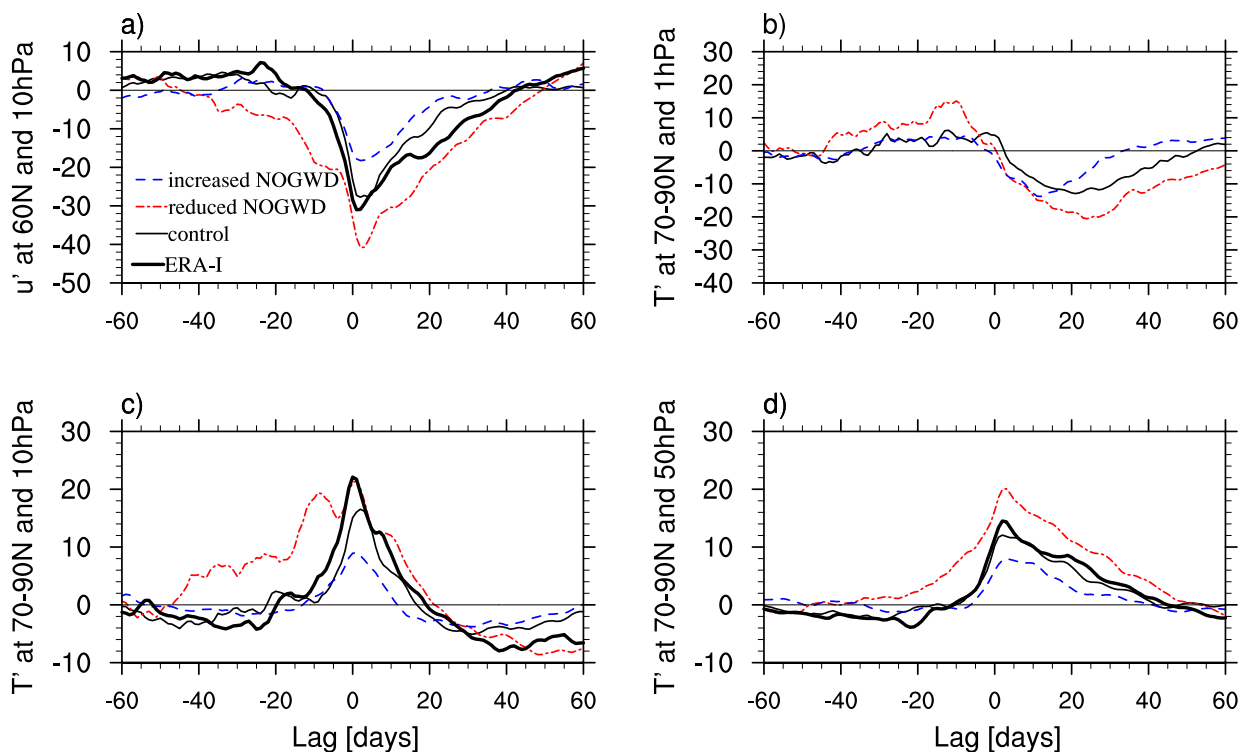 a)
u' at 60N and 10hPa
10
0
-10
-20
-30
-40
-50
increased NOGWD
reduced NOGWD
control
ERA-I
-60 -40 -20 0 20 40 60
b)
T' at 70-90N and 1hPa
30
20
10
0
-10
-20
-30
-40
-60 -40 -20 0 20 40 60
c)
T' at 70-90N and 10hPa
30
20
10
0
-10
-60 -40 -20 0 20 40 60
Lag [days]
d)
T' at 70-90N and 50hPa
30
20
10
0
-10
-60 -40 -20 0 20 40 60
Lag [days]